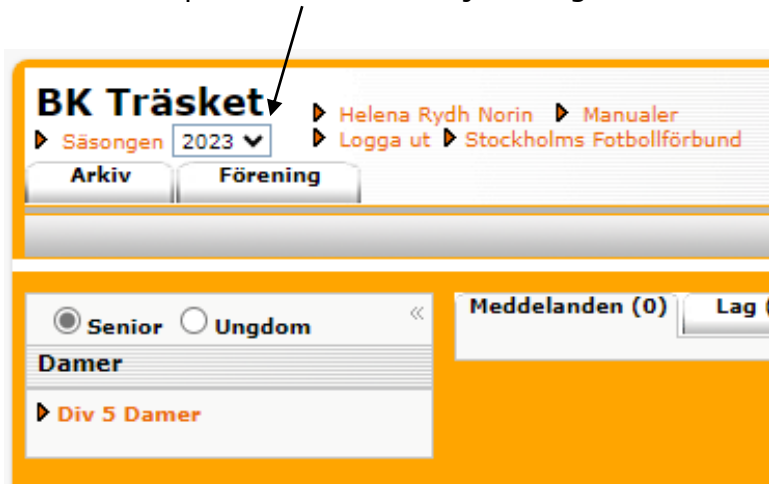 BK Träsket
Helena Rydh Norin Manualer
Säsongen 2023 Logga ut Stockholms Fotbollförbund
Arkiv Förening
Senior Ungdom «
Meddelanden (0) Lag (
Damer
Div 5 Damer